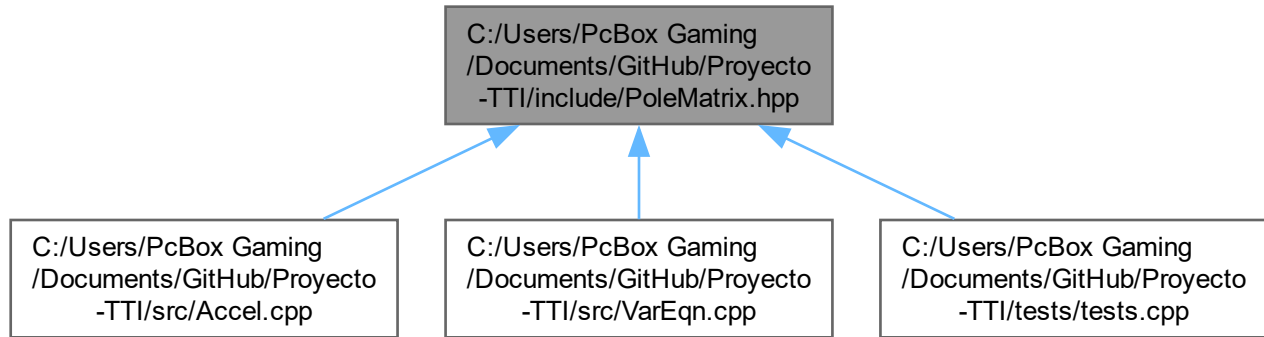 C:/Users/PcBox Gaming
/Documents/GitHub/Proyecto
-TTI/include/PoleMatrix.hpp
C:/Users/PcBox Gaming
/Documents/GitHub/Proyecto
-TTI/src/Accel.cpp
C:/Users/PcBox Gaming
/Documents/GitHub/Proyecto
-TTI/src/VarEqn.cpp
C:/Users/PcBox Gaming
/Documents/GitHub/Proyecto
-TTI/tests/tests.cpp